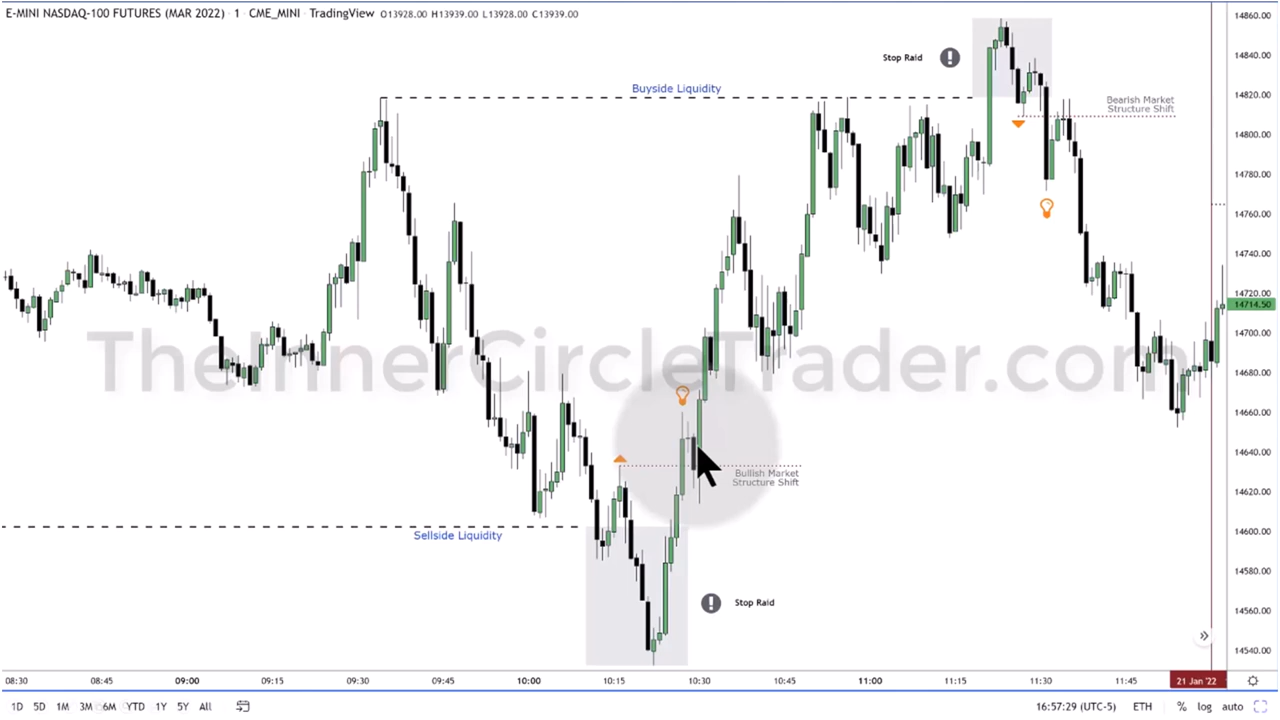 E-MINI NASDAQ-100 FUTURES (MAR 2022) · 1 · CME_MINI · TradingView O13928.00 H13939.00 L13928.00 C13939.00
14860.00
Stop Raid
14840.00
Buyside Liquidity
14820.00
Bearish Market
Structure Shift
14800.00
14780.00
14760.00
14740.00
14720.00
14714.50
14700.00
TheInnerCircleTrader.com
14680.00
14660.00
14640.00
Bullish Market
Structure Shift
14620.00
14600.00
Sellside Liquidity
14580.00
Stop Raid
14560.00
14540.00
08:30 08:45 09:00 09:15 09:30 09:45 10:00 10:15 10:30 10:45 11:00 11:15 11:30 11:45 21 Jan '22
1D 5D 1M 3M 6M YTD 1Y 5Y All 16:57:29 (UTC-5) ETH % log auto